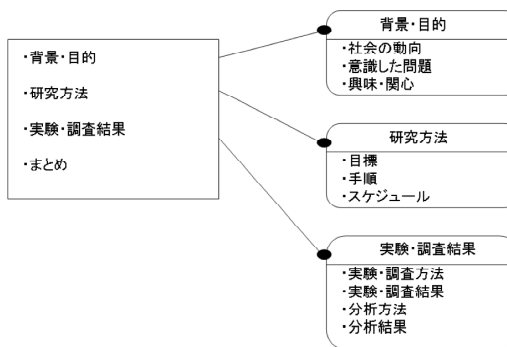 ・背景・目的
・研究方法
・実験・調査結果
・まとめ
背景・目的
・社会の動向
・意識した問題
・興味・関心
研究方法
・目標
・手順
・スケジュール
実験・調査結果
・実験・調査方法
・実験・調査結果
・分析方法
・分析結果